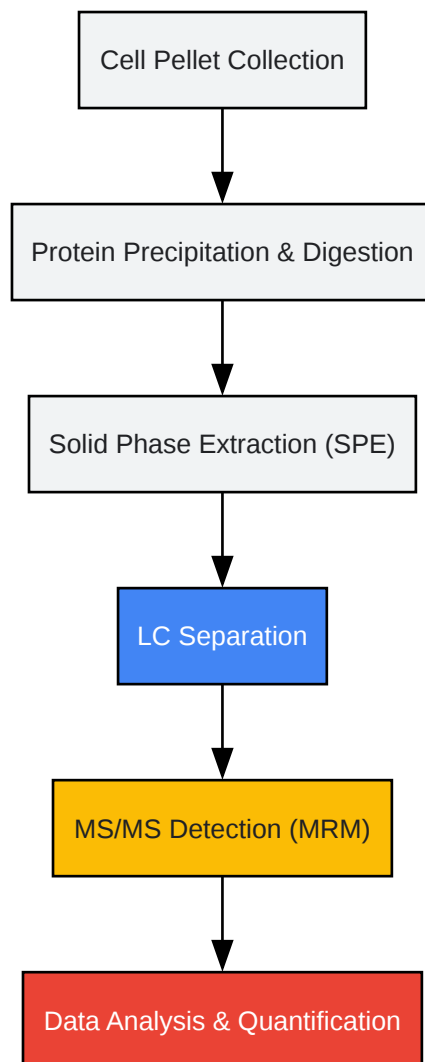 Cell Pellet Collection
Protein Precipitation & Digestion
Solid Phase Extraction (SPE)
LC Separation
MS/MS Detection (MRM)
Data Analysis & Quantification